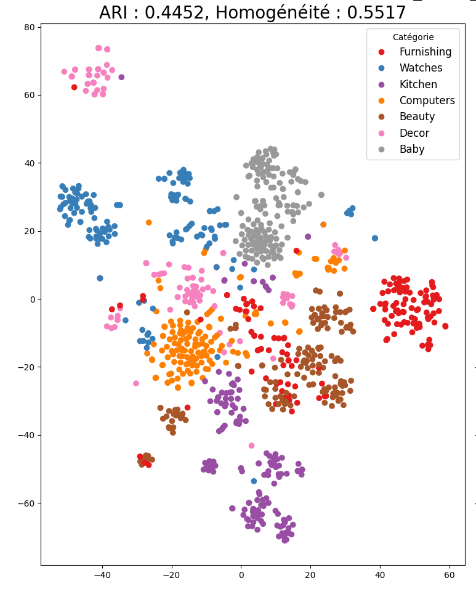 ARI : 0.4452, Homogénéité : 0.5517
Catégorie
Furnishing
Watches
Kitchen
Computers
Beauty
Decor
Baby
80
60
40
20
0
−20
−40
−60
−40
−20
0
20
40
60